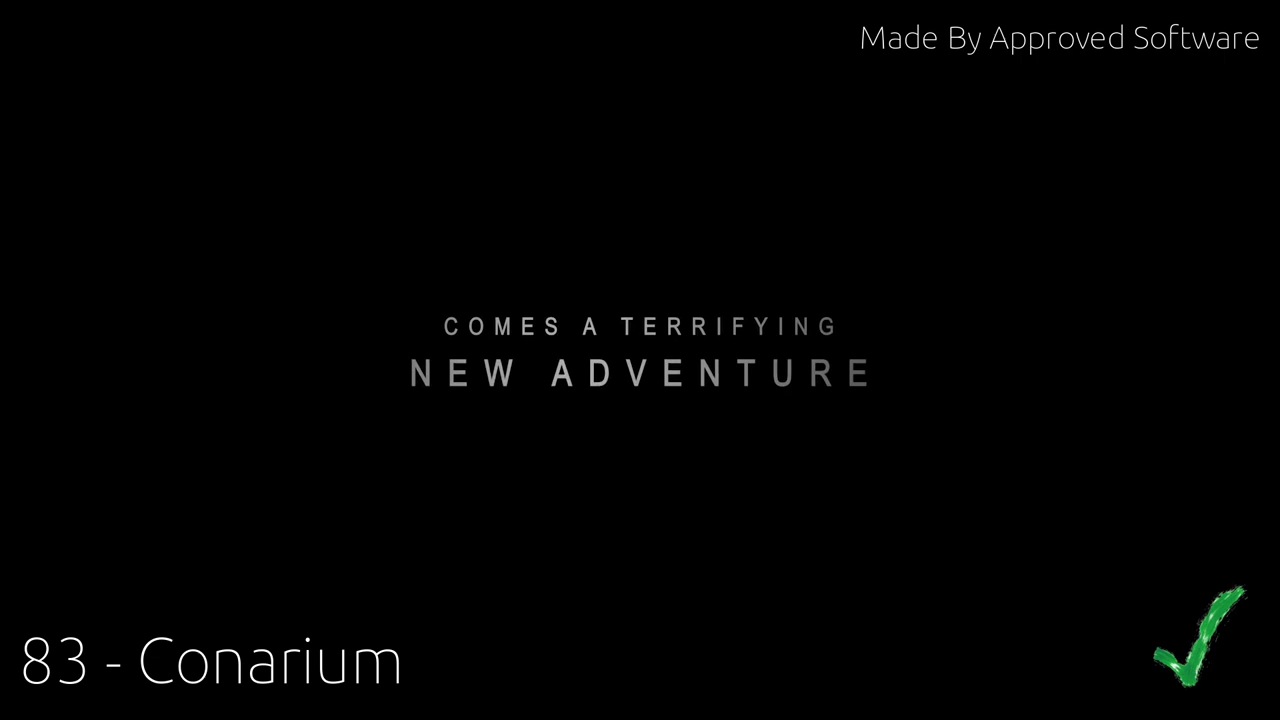 Made By Approved Software
COMES A TERRIFYING
NEW ADVENTURE
83 - Conarium